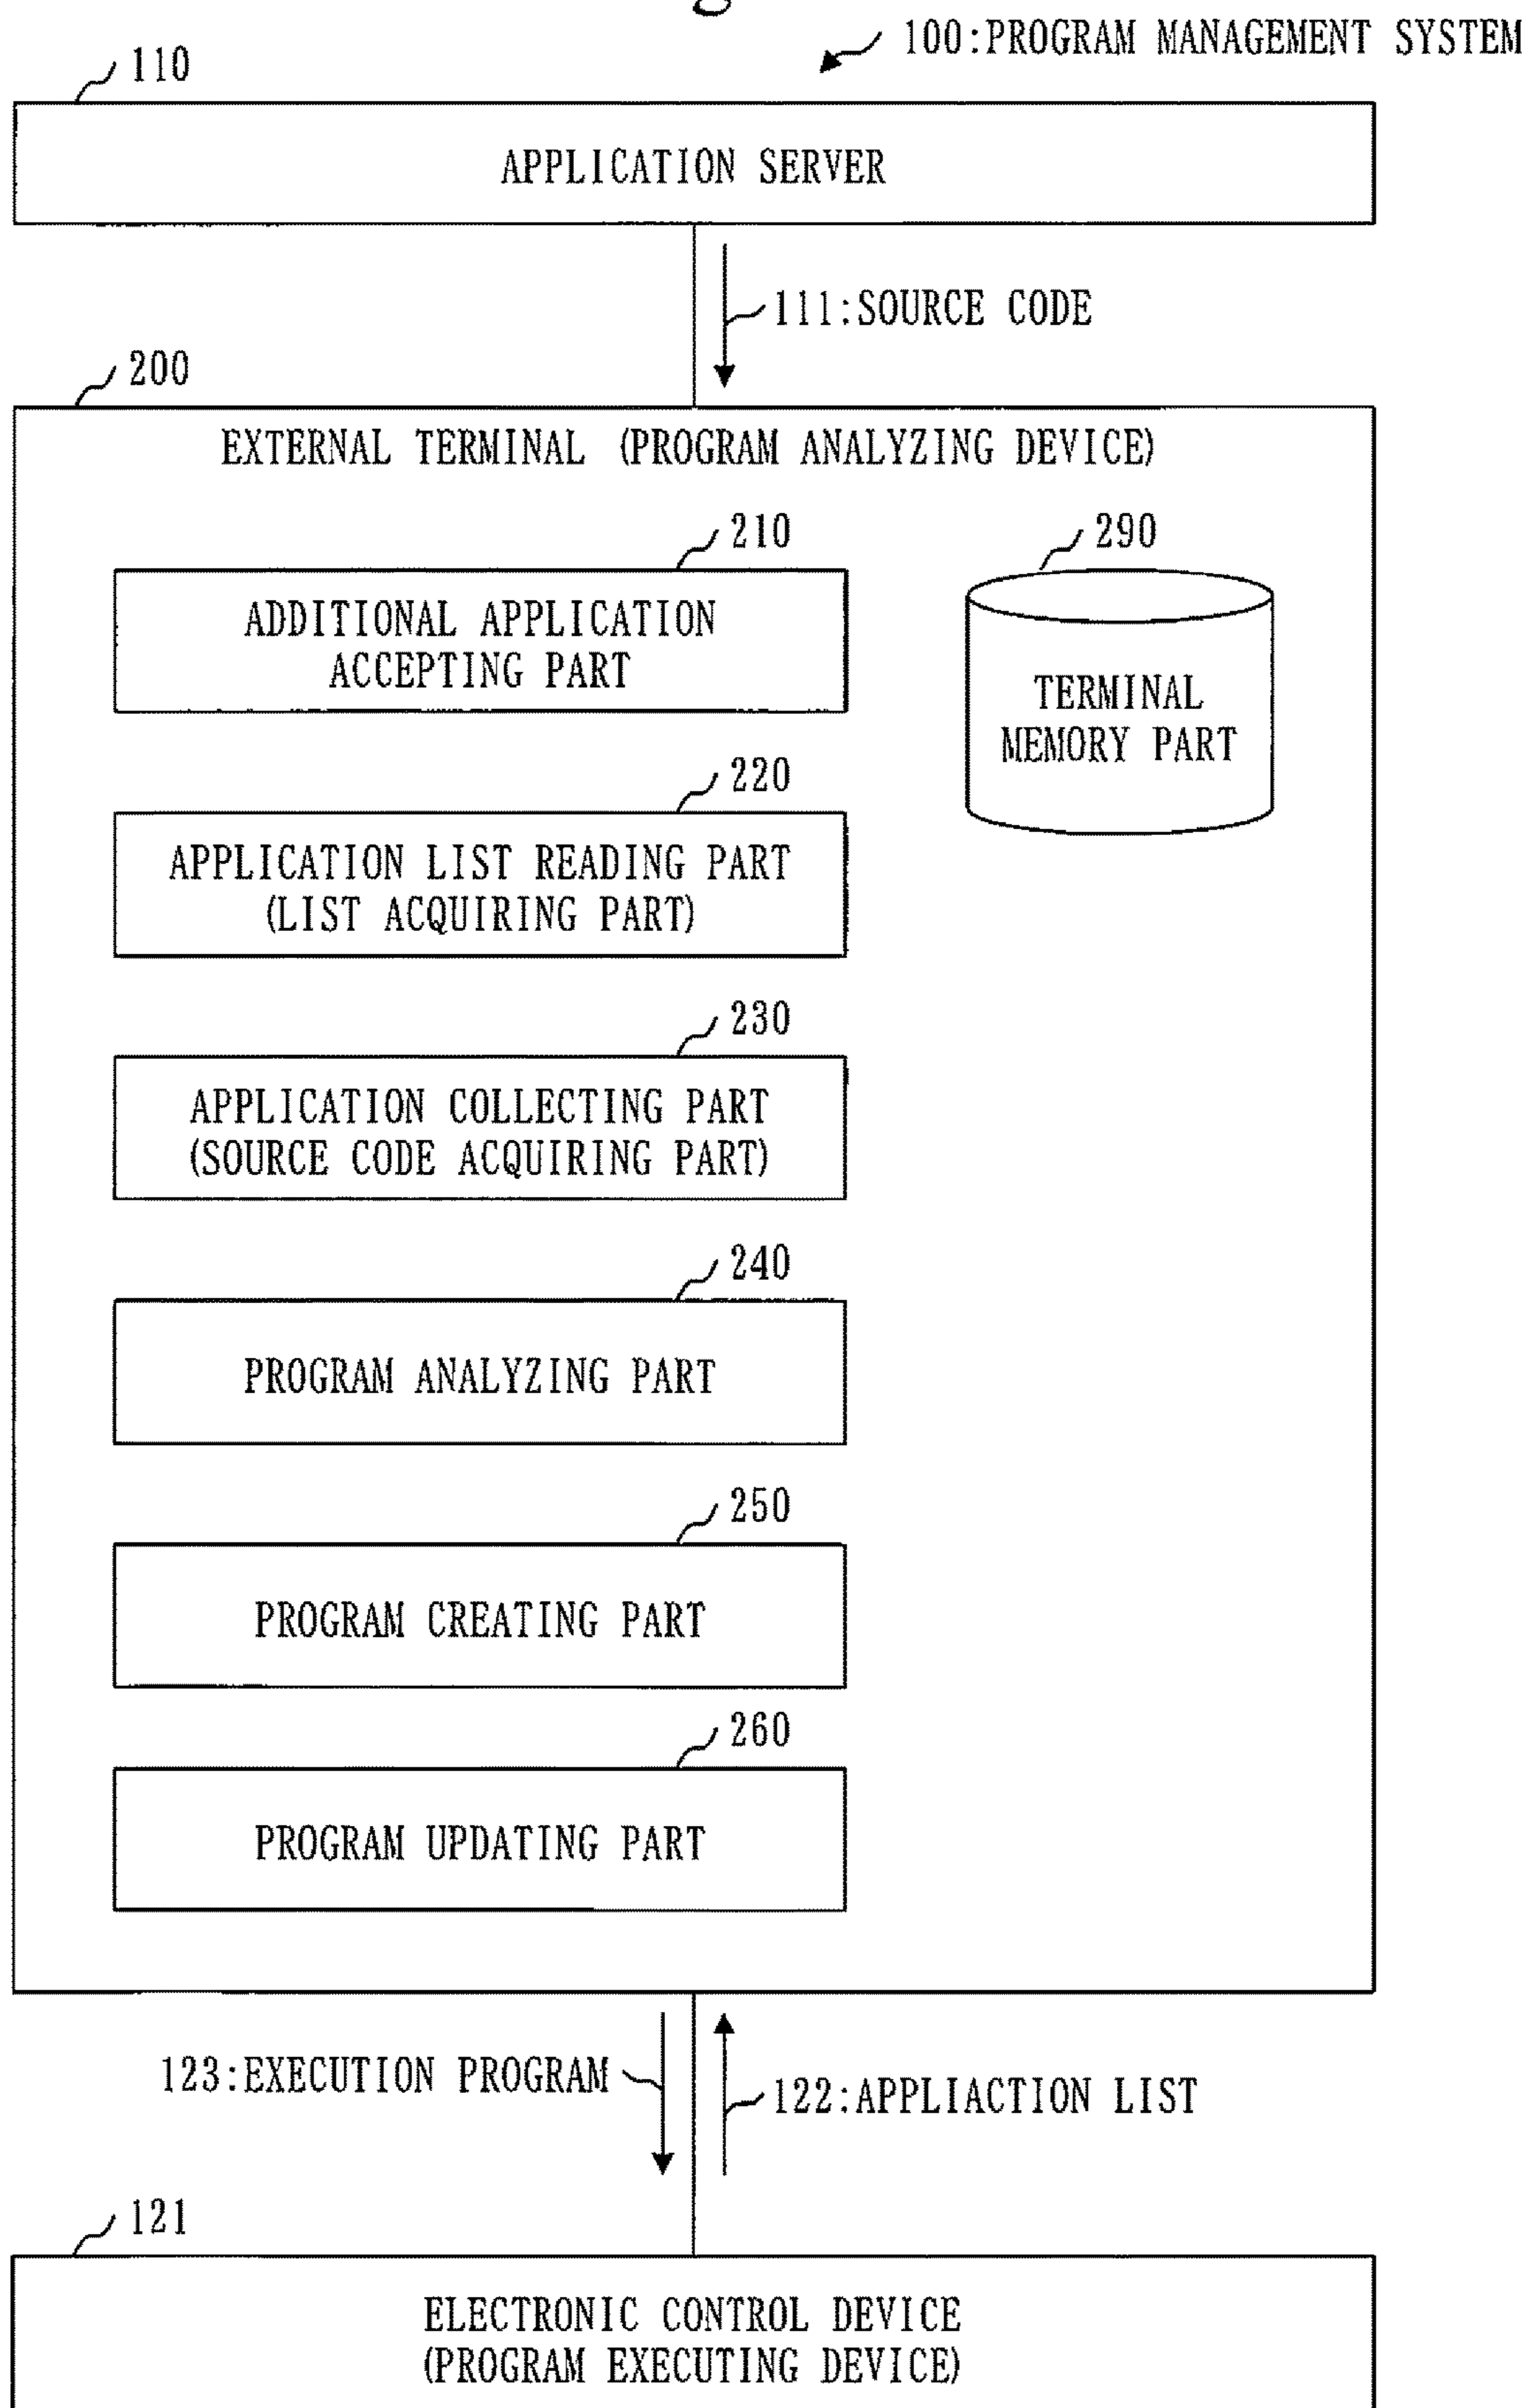 100:PROGRAM MANAGEMENT SYSTEM
110
APPLICATION SERVER
111:SOURCE CODE
200
EXTERNAL TERMINAL (PROGRAM ANALYZING DEVICE)
210
ADDITIONAL APPLICATION
ACCEPTING PART
290
TERMINAL
MEMORY PART
220
APPLICATION LIST READING PART
(LIST ACQUIRING PART)
230
APPLICATION COLLECTING PART
(SOURCE CODE ACQUIRING PART)
240
PROGRAM ANALYZING PART
250
PROGRAM CREATING PART
260
PROGRAM UPDATING PART
123:EXECUTION PROGRAM
122:APPLIACTION LIST
121
ELECTRONIC CONTROL DEVICE
(PROGRAM EXECUTING DEVICE)